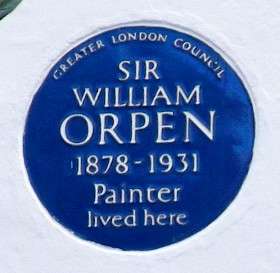 GREATER LONDON COUNCIL
SIR
WILLIAM
ORPEN
1878-1931
Painter
lived here